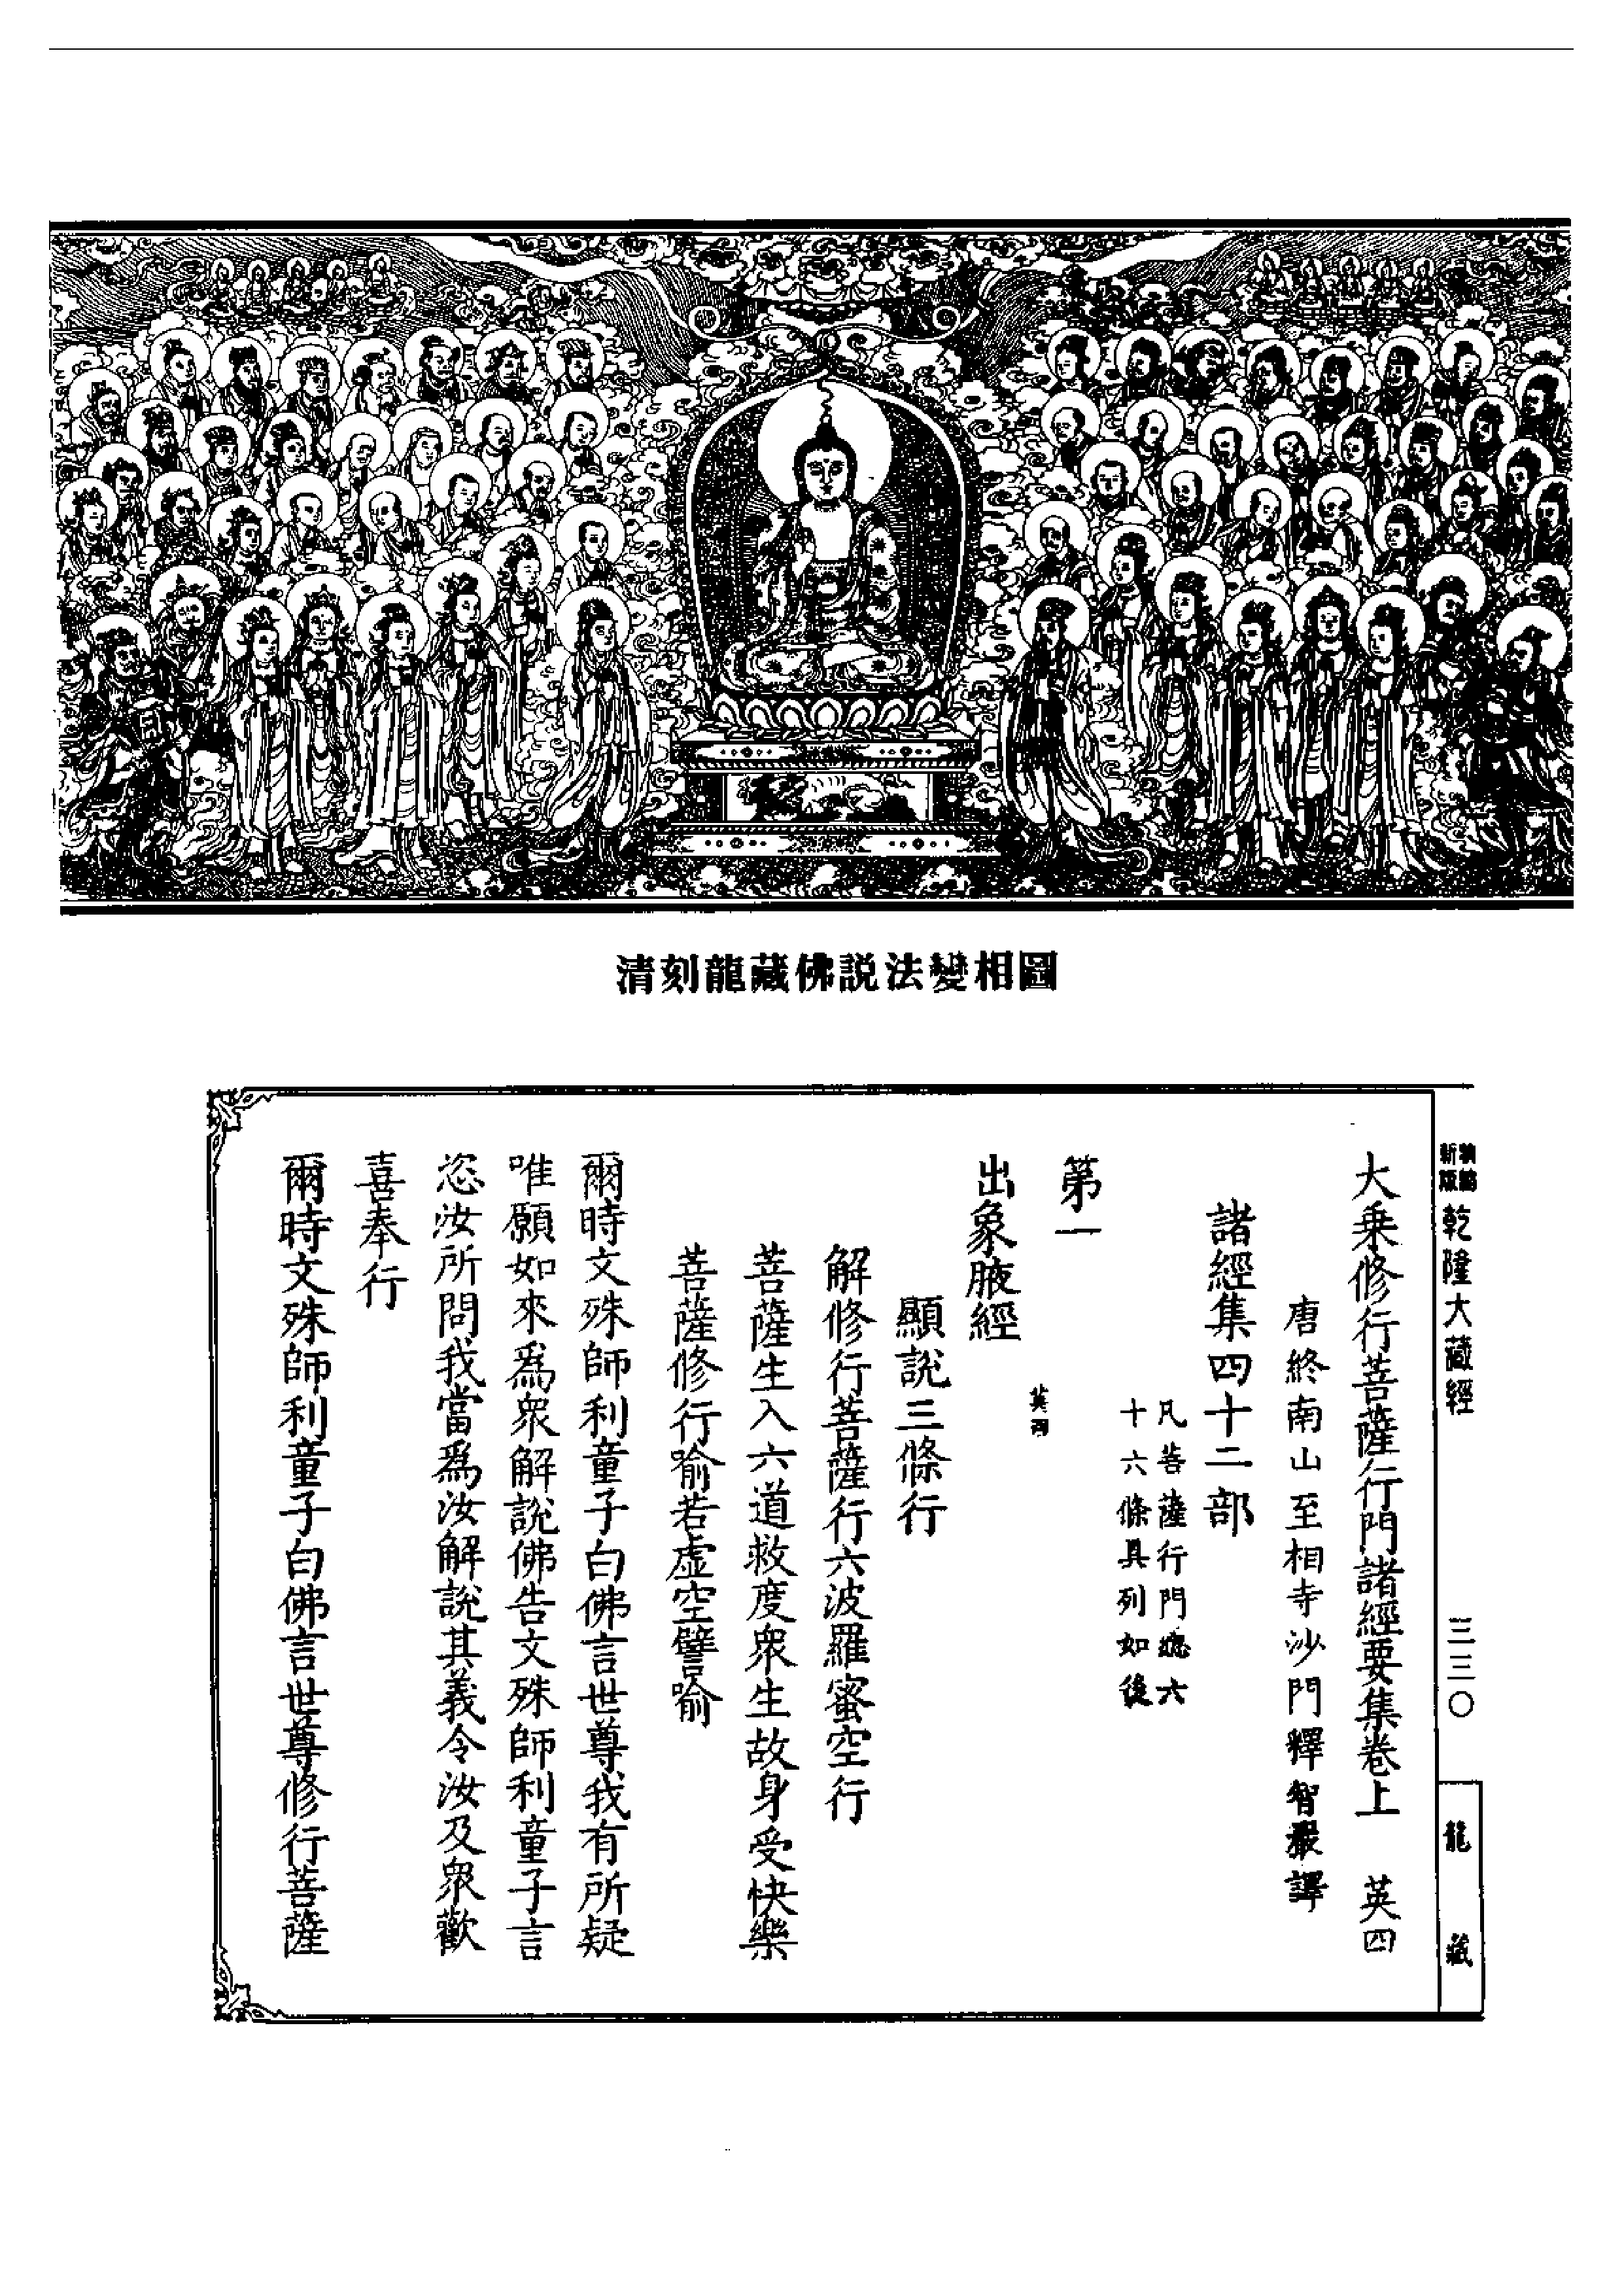 清刻龍藏佛説法變相圖
新版
乾隆大藏經
三三〇
龍藏
大乘修行菩薩行門諸經要集卷上 英四
唐終南山至相寺沙門釋智嚴譯
諸經集四十二部
凡菩薩行門總六
十六條具列如後
第一
出象腋經
顯說三條行
解修行菩薩行六波羅蜜空行
菩薩生入六道救度衆生故身受快樂
菩薩修行喻若虛空譬喻
爾時文殊師利童子白佛言世尊我有所疑
唯願如來爲衆解說佛告文殊師利童子言
恣汝所問我當爲汝解說其義令汝及衆歡
喜奉行
爾時文殊師利童子白佛言世尊修行菩薩